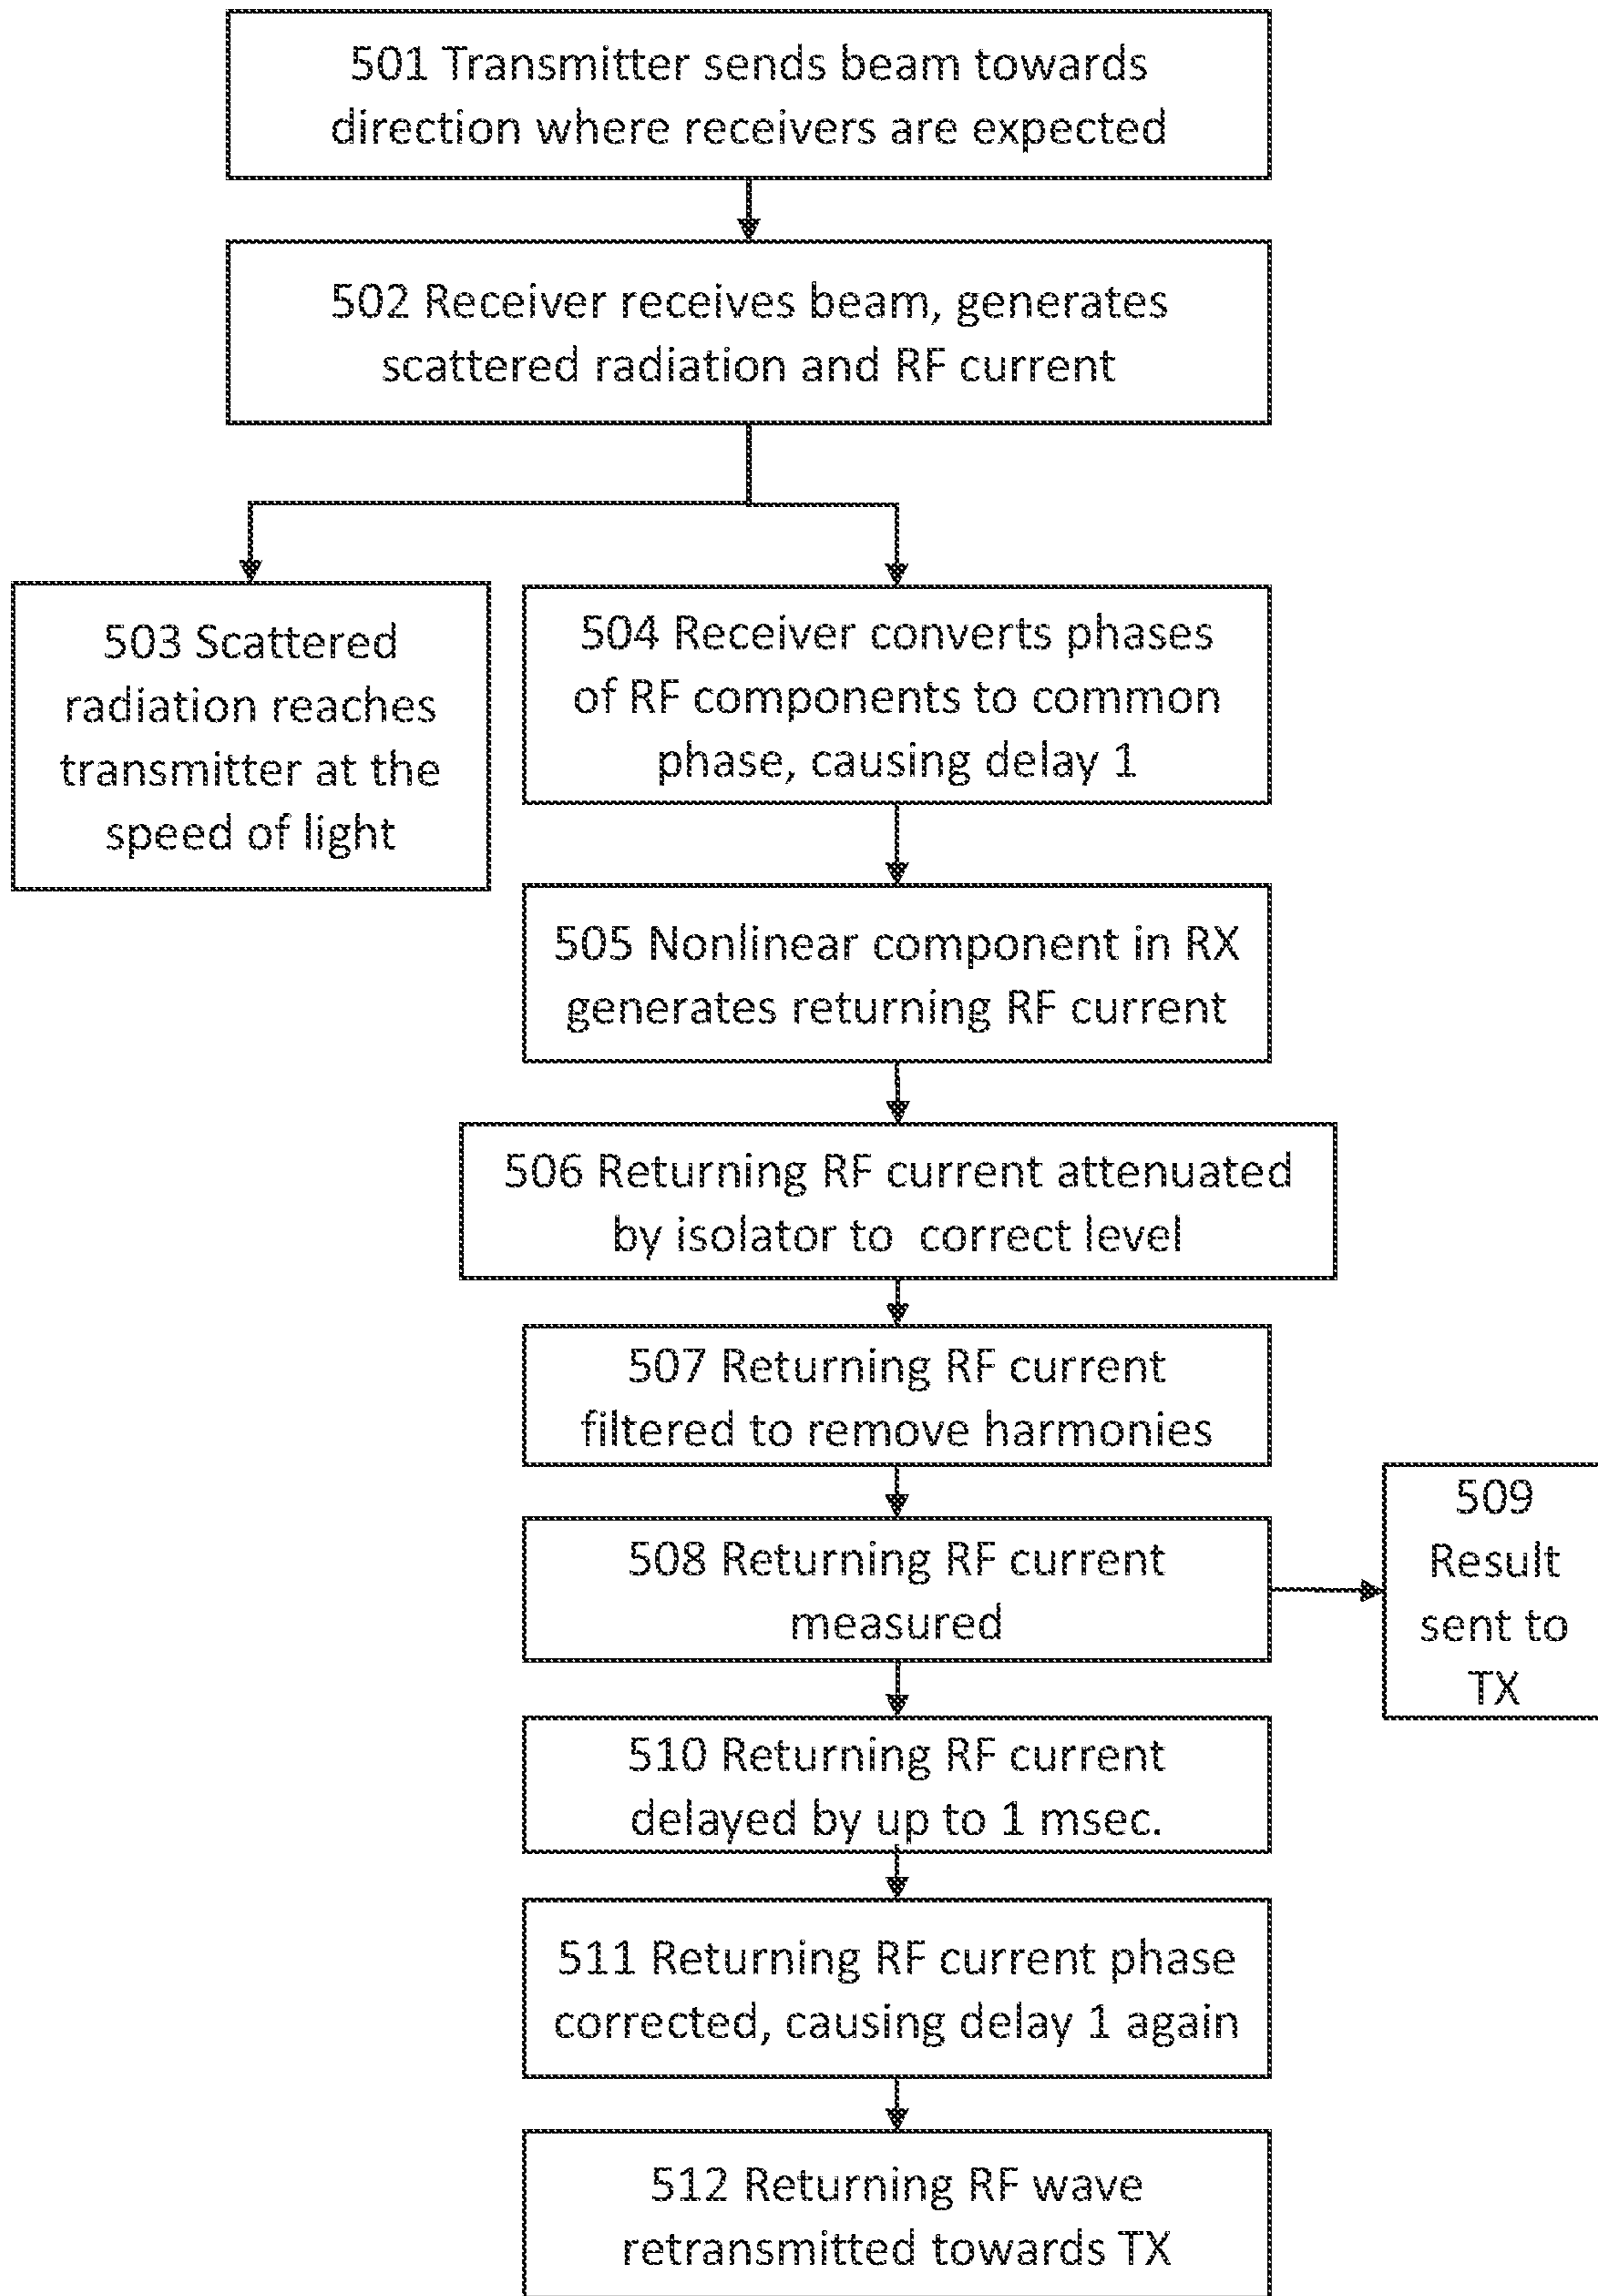 501 Transmitter sends beam towards
direction where receivers are expected
502 Receiver receives beam, generates
scattered radiation and RF current
503 Scattered
radiation reaches
transmitter at the
speed of light
504 Receiver converts phases
of RF components to common
phase, causing delay 1
505 Nonlinear component in RX
generates returning RF current
506 Returning RF current attenuated
by isolator to correct level
507 Returning RF current
filtered to remove harmonies
508 Returning RF current
measured
509
Result
sent to
TX
510 Returning RF current
delayed by up to 1 msec.
511 Returning RF current phase
corrected, causing delay 1 again
512 Returning RF wave
retransmitted towards TX